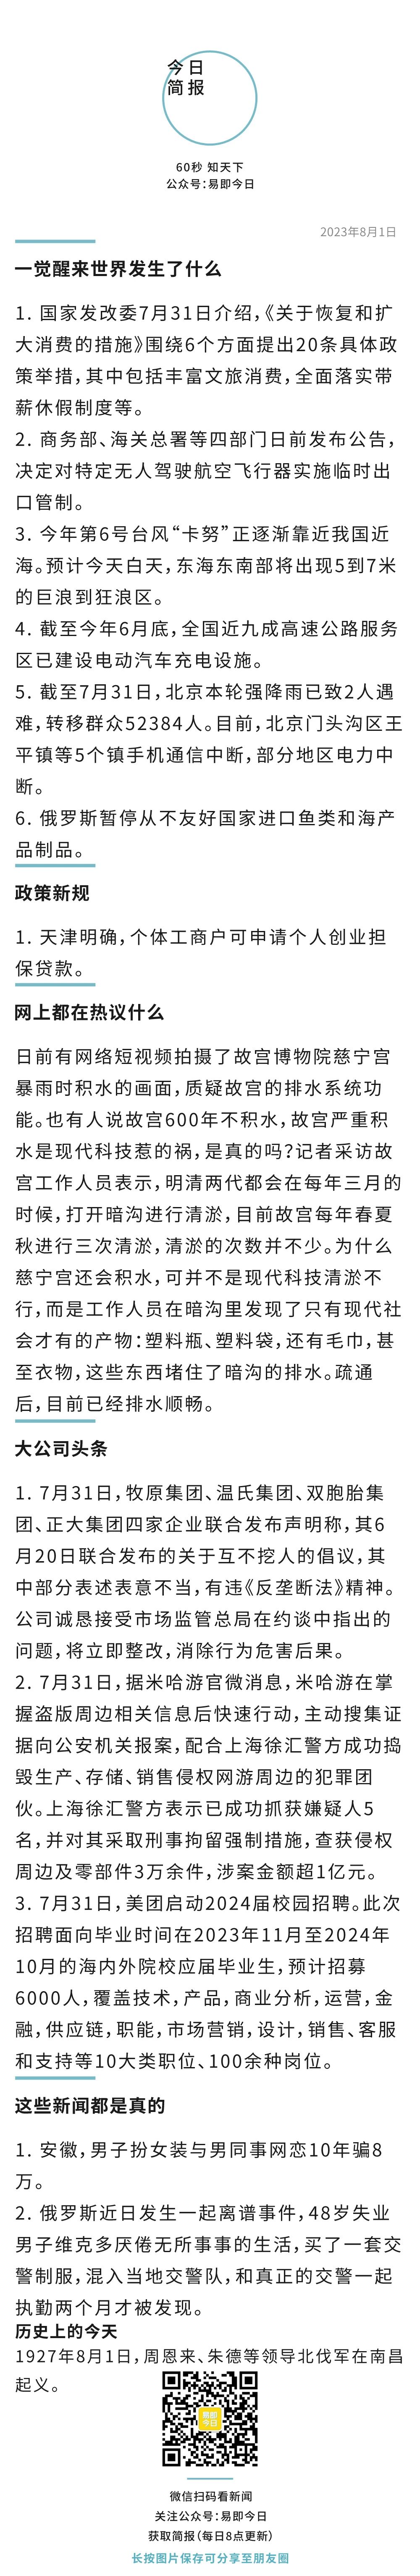 今日
简报
60秒 知天下
公众号：易即今日
2023年8月1日
一觉醒来世界发生了什么
1. 国家发改委7月31日介绍，《关于恢复和扩
大消费的措施》围绕6个方面提出20条具体政
策举措，其中包括丰富文旅消费，全面落实带
薪休假制度等。
2. 商务部、海关总署等四部门日前发布公告，
决定对特定无人驾驶航空飞行器实施临时出
口管制。
3. 今年第6号台风“卡努”正逐渐靠近我国近
海。预计今天白天，东海东南部将出现5到7米
的巨浪到狂浪区。
4. 截至今年6月底，全国近九成高速公路服务
区已建设电动汽车充电设施。
5. 截至7月31日，北京本轮强降雨已致2人遇
难，转移群众52384人。目前，北京门头沟区王
平镇等5个镇手机通信中断，部分地区电力中
断。
6. 俄罗斯暂停从不友好国家进口鱼类和海产
品制品。
政策新规
1. 天津明确，个体工商户可申请个人创业担
保贷款。
网上都在热议什么
日前有网络短视频拍摄了故宫博物院慈宁宫
暴雨时积水的画面，质疑故宫的排水系统功
能。也有人说故宫600年不积水，故宫严重积
水是现代科技惹的祸，是真的吗？记者采访故
宫工作人员表示，明清两代都会在每年三月的
时候，打开暗沟进行清淤，目前故宫每年春夏
秋进行三次清淤，清淤的次数并不少。为什么
慈宁宫还会积水，可并不是现代科技清淤不
行，而是工作人员在暗沟里发现了只有现代社
会才有的产物：塑料瓶、塑料袋，还有毛巾，甚
至衣物，这些东西堵住了暗沟的排水。疏通
后，目前已经排水顺畅。
大公司头条
1. 7月31日，牧原集团、温氏集团、双胞胎集
团、正大集团四家企业联合发布声明称，其6
月20日联合发布的关于互不挖人的倡议，其
中部分表述表意不当，有违《反垄断法》精神。
公司诚恳接受市场监管总局在约谈中指出的
问题，将立即整改，消除行为危害后果。
2. 7月31日，据米哈游官微消息，米哈游在掌
握盗版周边相关信息后快速行动，主动搜集证
据向公安机关报案，配合上海徐汇警方成功捣
毁生产、存储、销售侵权网游周边的犯罪团
伙。上海徐汇警方表示已成功抓获嫌疑人5
名，并对其采取刑事拘留强制措施，查获侵权
周边及零部件3万余件，涉案金额超1亿元。
3. 7月31日，美团启动2024届校园招聘。此次
招聘面向毕业时间在2023年11月至2024年
10月的海内外院校应届毕业生，预计招募
6000人，覆盖技术，产品，商业分析，运营，金
融，供应链，职能，市场营销，设计，销售、客服
和支持等10大类职位、100余种岗位。
这些新闻都是真的
1. 安徽，男子扮女装与男同事网恋10年骗8
万。
2. 俄罗斯近日发生一起离谱事件，48岁失业
男子维克多厌倦无所事事的生活，买了一套交
警制服，混入当地交警队，和真正的交警一起
执勤两个月才被发现。
历史上的今天
1927年8月1日，周恩来、朱德等领导北伐军在南昌
起义。
易即
今日
微信扫码看新闻
关注公众号：易即今日
获取简报（每日8点更新）
长按图片保存可分享至朋友圈